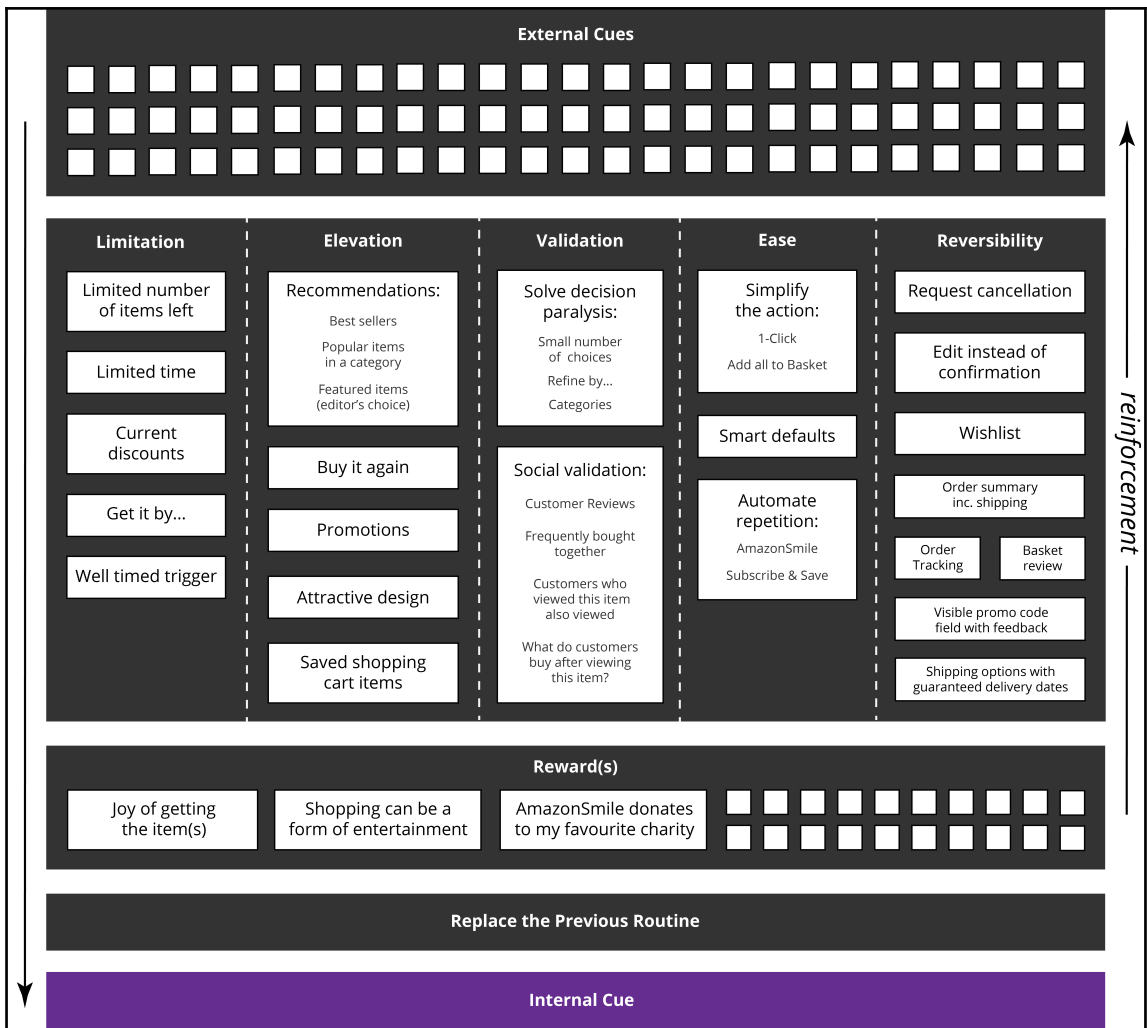 External Cues
Limitation
Limited number
of items left
Limited time
Current
discounts
Get it by...
Well timed trigger
Elevation
Recommendations:
Best sellers
Popular items
in a category
Featured items
(editor's choice)
Buy it again
Promotions
Attractive design
Saved shopping
cart items
Validation
Solve decision
paralysis:
Small number
of choices
Refine by...
Categories
Social validation:
Customer Reviews
Frequently bought
together
Customers who
viewed this item
also viewed
What do customers
buy after viewing
this item?
Ease
Simplify
the action:
1-Click
Add all to Basket
Smart defaults
Automate
repetition:
AmazonSmile
Subscribe & Save
Reversibility
Request cancellation
Edit instead of
confirmation
Wishlist
Order summary
inc. shipping
Order
Tracking
Basket
review
Visible promo code
field with feedback
Shipping options with
guaranteed delivery dates
reinforcement
Reward(s)
Joy of getting
the item(s)
Shopping can be a
form of entertainment
AmazonSmile donates
to my favourite charity
Replace the Previous Routine
Internal Cue